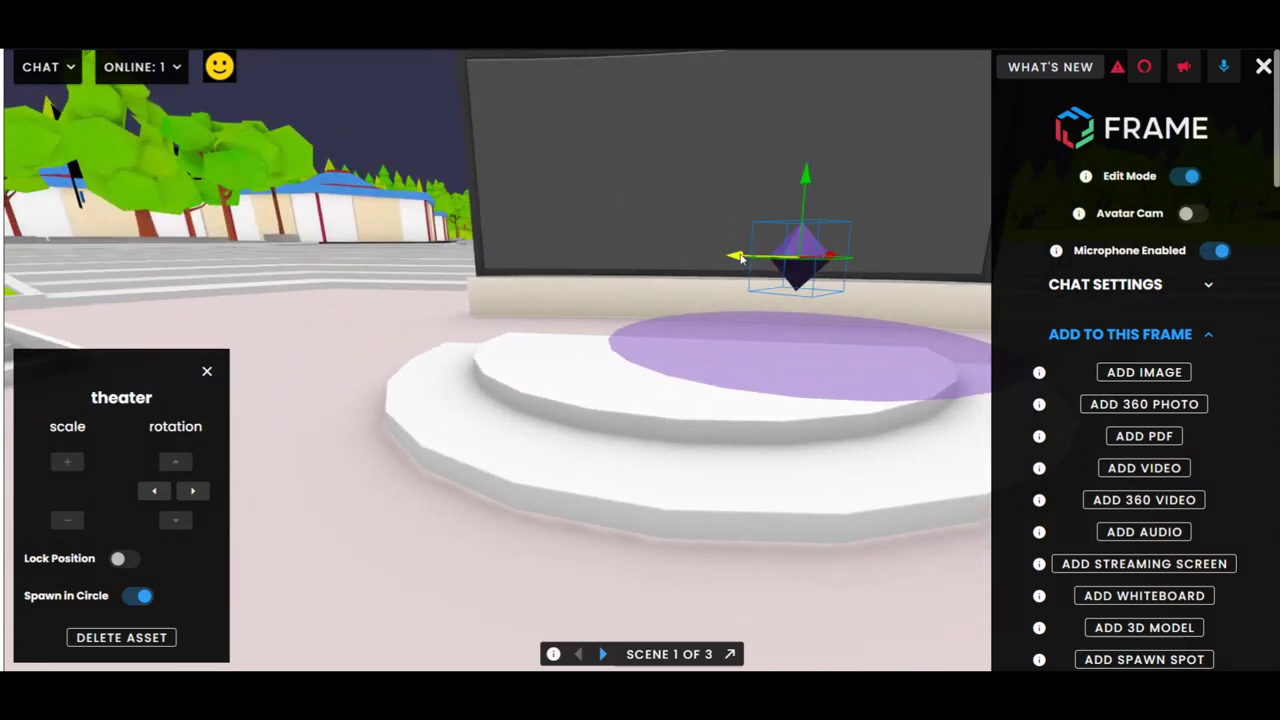 CHAT
ONLINE: 1
WHAT'S NEW
FRAME
Edit Mode
Avatar Cam
Microphone Enabled
CHAT SETTINGS
ADD TO THIS FRAME
ADD IMAGE
ADD 360 PHOTO
ADD PDF
ADD VIDEO
ADD 360 VIDEO
ADD AUDIO
ADD STREAMING SCREEN
ADD WHITEBOARD
ADD 3D MODEL
ADD SPAWN SPOT
theater
scale rotation
Lock Position
Spawn in Circle
DELETE ASSET
SCENE 1 OF 3